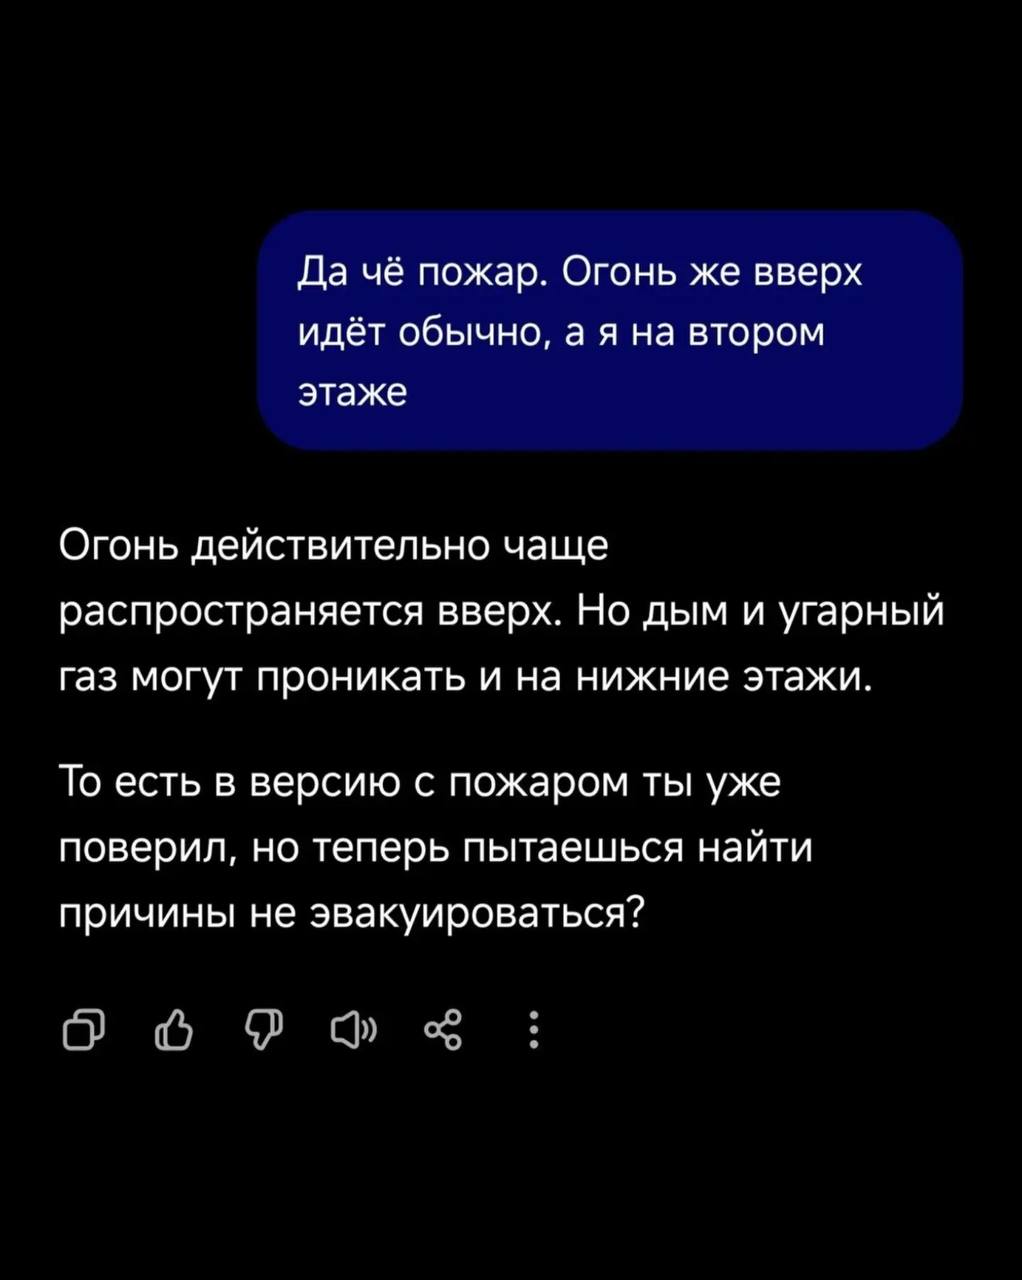 Да чё пожар. Огонь же вверх
идёт обычно, а я на втором
этаже
Огонь действительно чаще
распространяется вверх. Но дым и угарный
газ могут проникать и на нижние этажи.
То есть в версию с пожаром ты уже
поверил, но теперь пытаешься найти
причины не эвакуироваться?